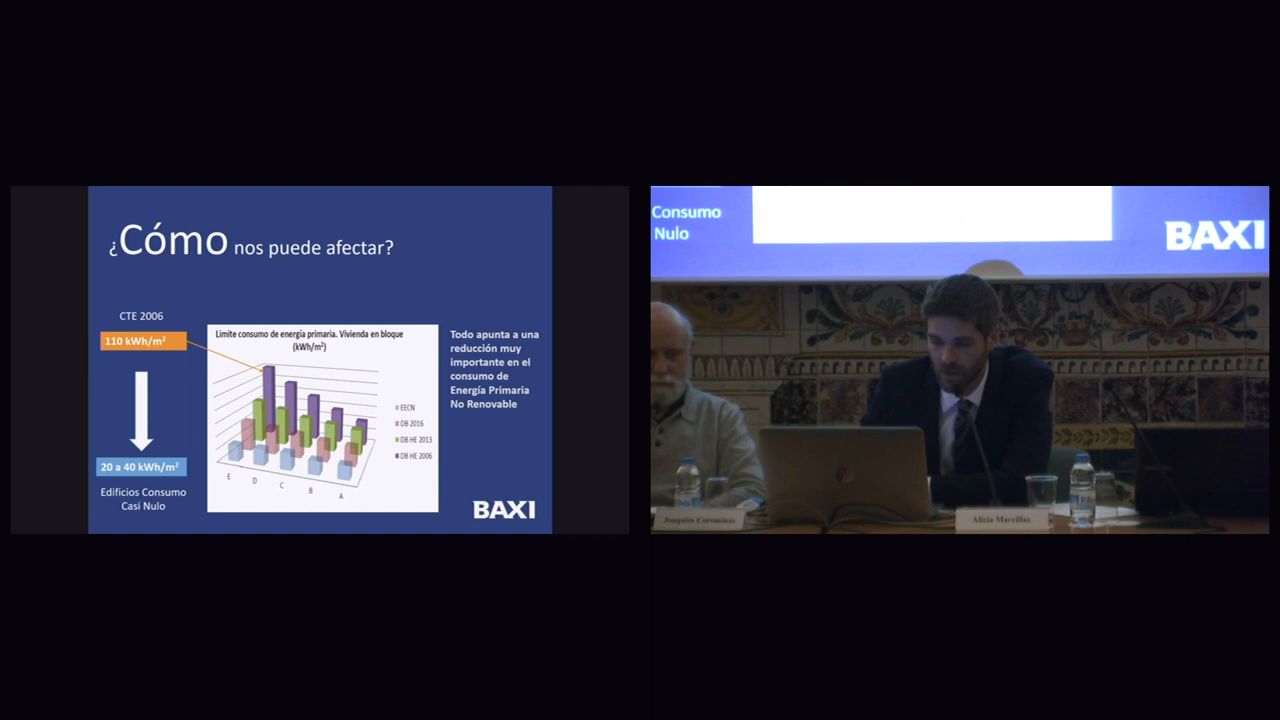 ¿Cómo nos puede afectar?
CTE 2006
110 kWh/m²
20 a 40 kWh/m²
Edificios Consumo
Casi Nulo
Limite consumo de energía primaria. Vivienda en bloque
(kWh/m²)
EECN
DB 2016
DB HE 2013
DB HE 2006
E D C B A
Todo apunta a una
reducción muy
importante en el
consumo de
Energía Primaria
No Renovable
BAXI
Consumo
Nulo
BAXI
Joaquim Corominas
Alicia Marcillas